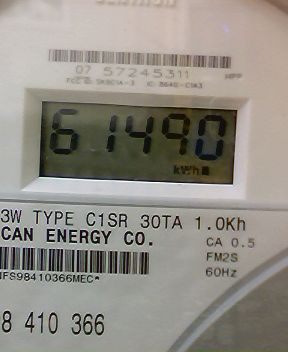 07 57245311 MPP
61490
kWh
3W TYPE C1SR 30TA 1.0Kh
CAN ENERGY CO. CA 0.5
FM2S
60Hz
8 410 366